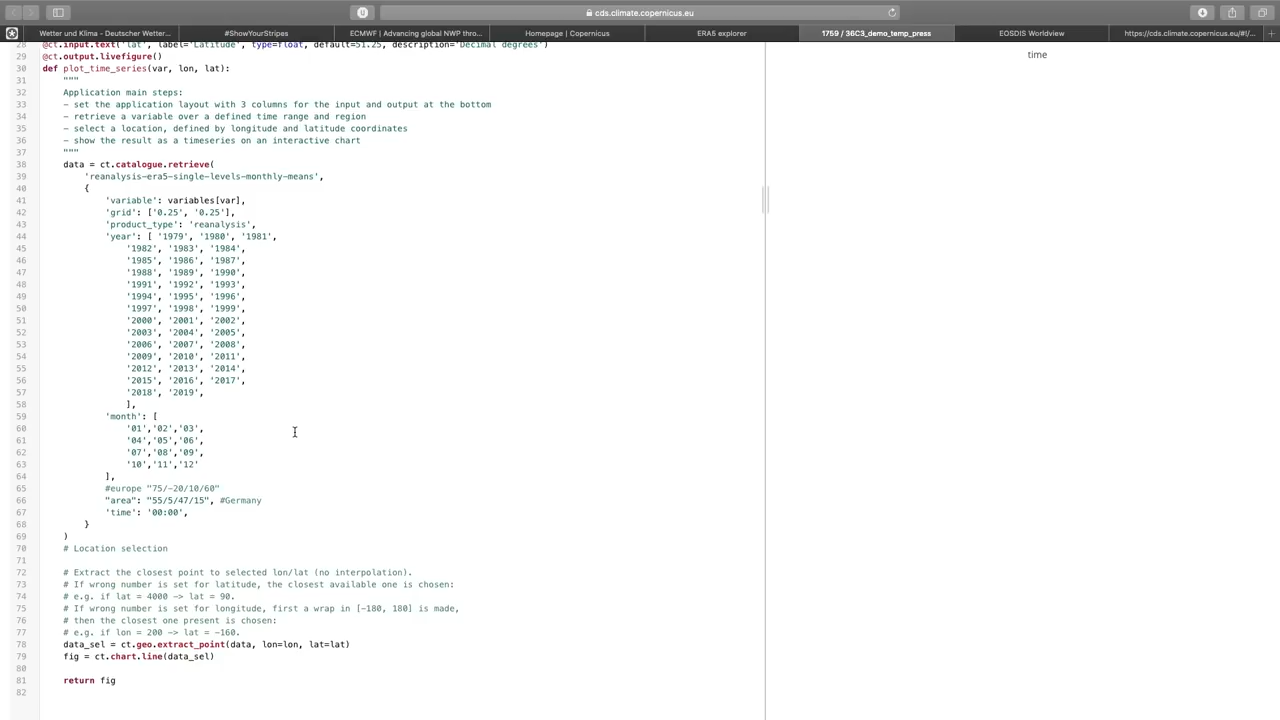 cds.climate.copernicus.eu
Wetter und Klima - Deutscher Wetter...
#ShowYourStripes
ECMWF | Advancing global NWP thro...
Homepage | Copernicus
ERA5 explorer
1759 / 36C3_demo_temp_press
EOSDIS Worldview
https://cds.climate.copernicus.eu/#!/...
28 @ct.input.text('lat', label='Latitude', type=float, default=51.25, description='Decimal degrees')
29 @ct.output.livefigure()
30 def plot_time_series(var, lon, lat):
31 """
32 Application main steps:
33 - set the application layout with 3 columns for the input and output at the bottom
34 - retrieve a variable over a defined time range and region
35 - select a location, defined by longitude and latitude coordinates
36 - show the result as a timeseries on an interactive chart
37 """
38 data = ct.catalogue.retrieve(
39 'reanalysis-era5-single-levels-monthly-means',
40 {
41 'variable': variables[var],
42 'grid': ['0.25', '0.25'],
43 'product_type': 'reanalysis',
44 'year': [ '1979', '1980', '1981',
45 '1982', '1983', '1984',
46 '1985', '1986', '1987',
47 '1988', '1989', '1990',
48 '1991', '1992', '1993',
49 '1994', '1995', '1996',
50 '1997', '1998', '1999',
51 '2000', '2001', '2002',
52 '2003', '2004', '2005',
53 '2006', '2007', '2008',
54 '2009', '2010', '2011',
55 '2012', '2013', '2014',
56 '2015', '2016', '2017',
57 '2018', '2019',
58 ],
59 'month': [
60 '01','02','03',
61 '04','05','06',
62 '07','08','09',
63 '10','11','12'
64 ],
65 #europe "75/-20/10/60"
66 "area": "55/5/47/15", #Germany
67 'time': '00:00',
68 }
69 )
70 # Location selection
71
72 # Extract the closest point to selected lon/lat (no interpolation).
73 # If wrong number is set for latitude, the closest available one is chosen:
74 # e.g. if lat = 4000 -> lat = 90.
75 # If wrong number is set for longitude, first a wrap in [-180, 180] is made,
76 # then the closest one present is chosen:
77 # e.g. if lon = 200 -> lat = -160.
78 data_sel = ct.geo.extract_point(data, lon=lon, lat=lat)
79 fig = ct.chart.line(data_sel)
80
81 return fig
82
time